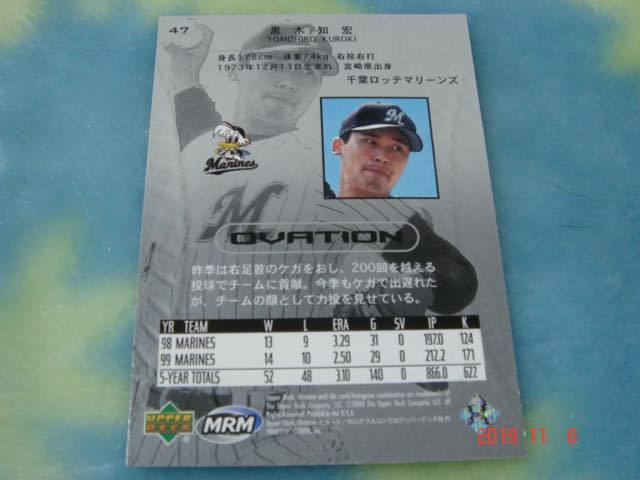 47
黒木知宏
TOMOHIRO KUROKI
身長178cm 体重74kg 右投右打
1973年12月13日生まれ 宮崎県出身
千葉ロッテマリーンズ
M
Marines
M
OVATION
昨季は右足首のケガをおし、200回を越える
投球でチームに貢献。今季もケガで出遅れた
が、チームの顔として力投を見せている。
YR TEAM W L ERA G SV IP K
98 MARINES 13 9 3.29 31 0 197.0 124
99 MARINES 14 10 2.50 29 0 212.2 171
5-YEAR TOTALS 52 48 3.10 140 0 866.0 622
UPPER DECK
MRM
2019 11 8